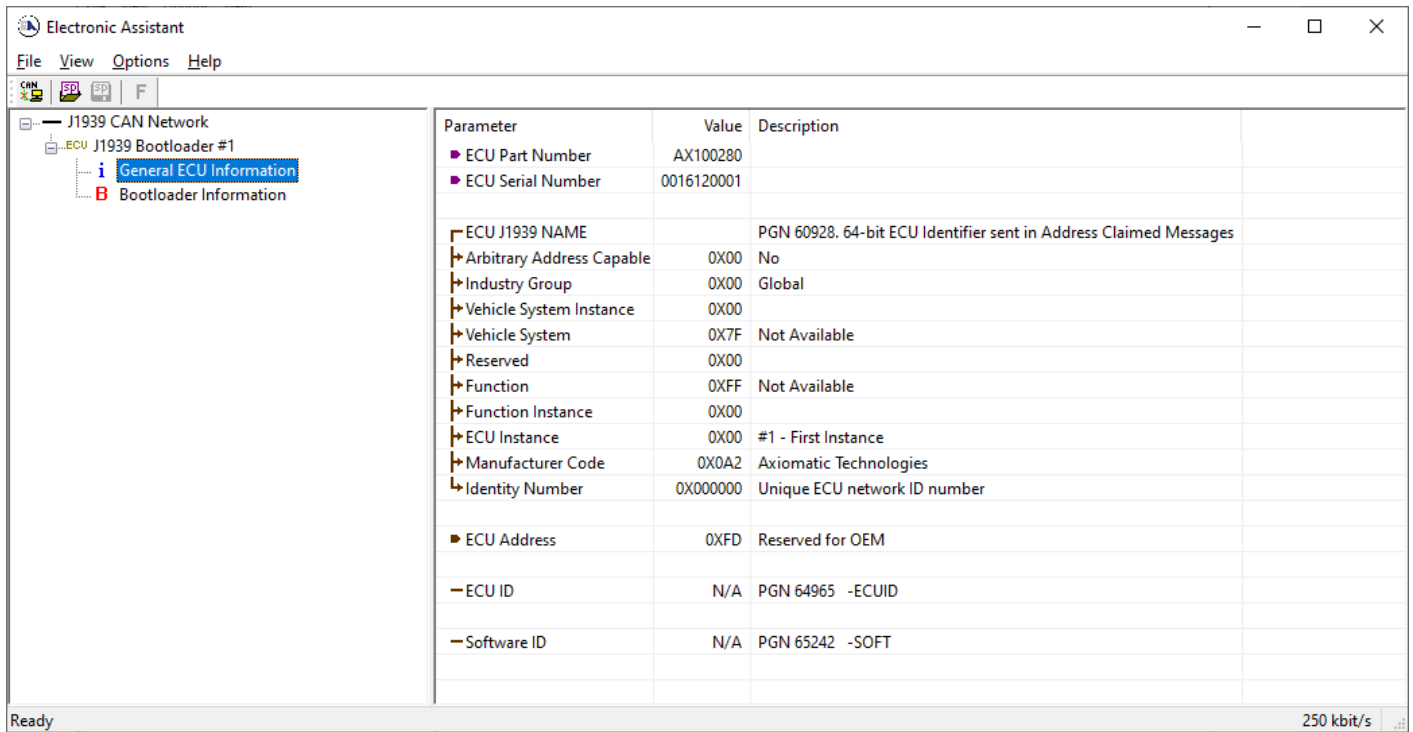 Electronic Assistant
File View Options Help
CAN SP SP F
J1939 CAN Network
ECU J1939 Bootloader #1
i General ECU Information
B Bootloader Information
Parameter Value Description
ECU Part Number AX100280
ECU Serial Number 0016120001
ECU J1939 NAME PGN 60928. 64-bit ECU Identifier sent in Address Claimed Messages
Arbitrary Address Capable 0X00 No
Industry Group 0X00 Global
Vehicle System Instance 0X00
Vehicle System 0X7F Not Available
Reserved 0X00
Function 0XFF Not Available
Function Instance 0X00
ECU Instance 0X00 #1 - First Instance
Manufacturer Code 0X0A2 Axiomatic Technologies
Identity Number 0X000000 Unique ECU network ID number
ECU Address 0XFD Reserved for OEM
ECU ID N/A PGN 64965 -ECUID
Software ID N/A PGN 65242 -SOFT
Ready 250 kbit/s